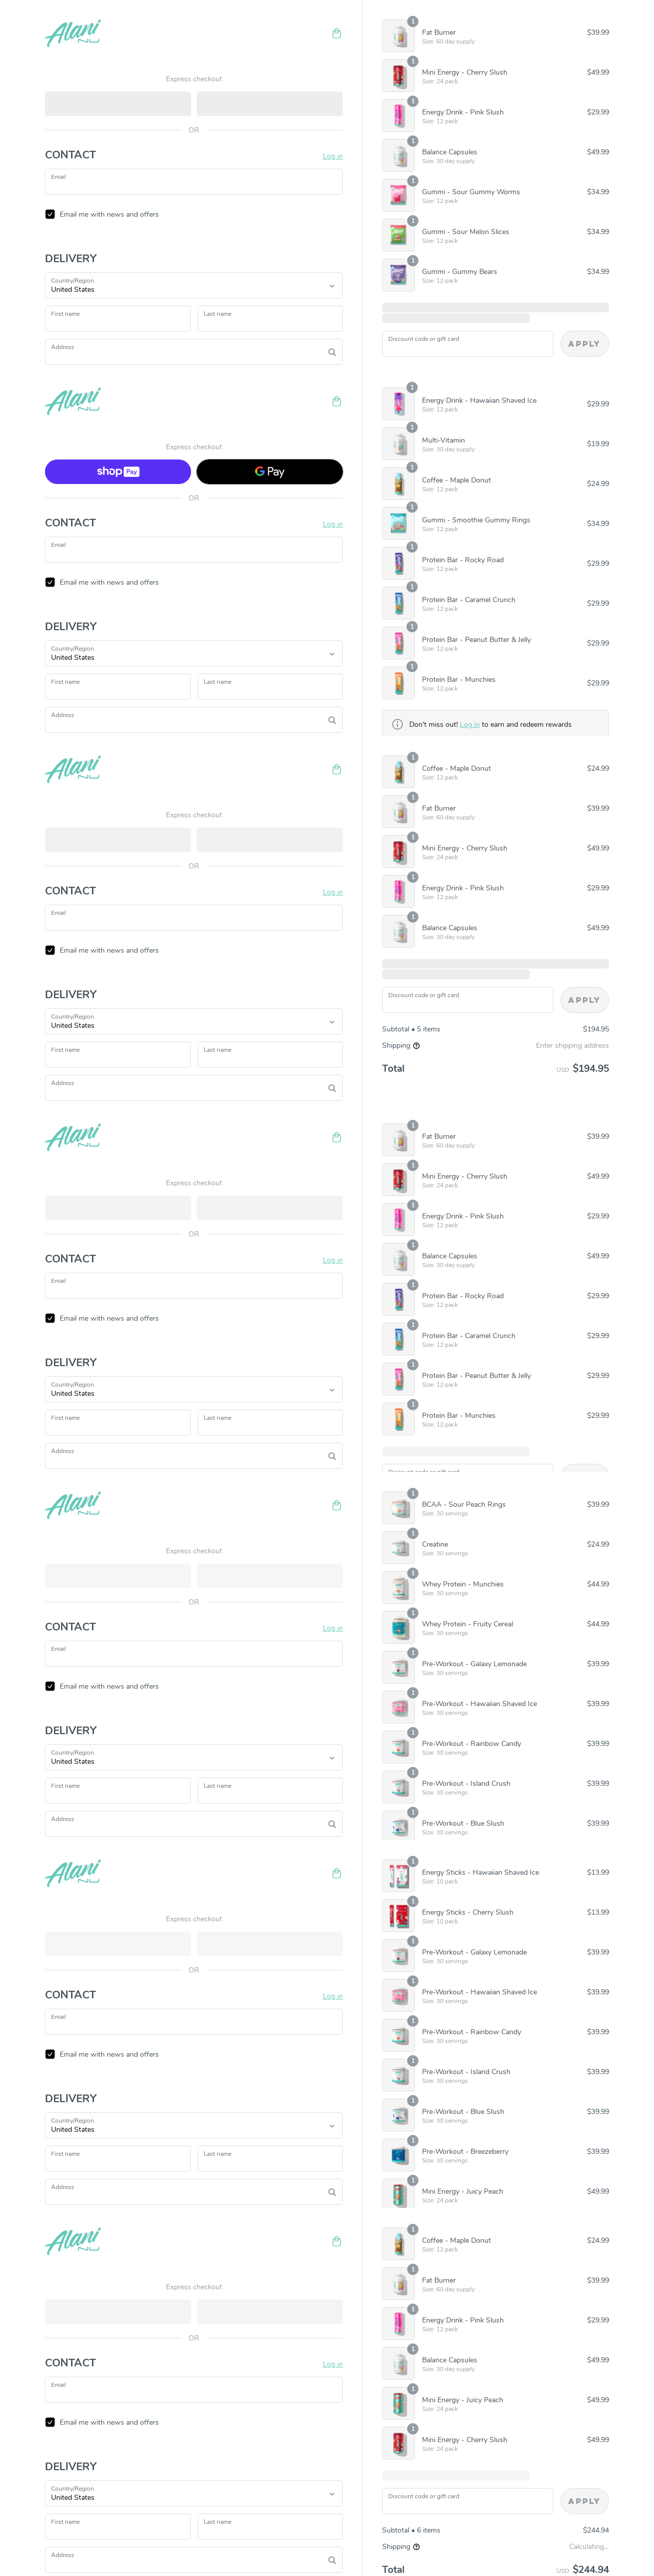 Alani
NU
Express checkout
OR
CONTACT
Log in
Email
Email me with news and offers
DELIVERY
Country/Region
United States
First name
Last name
Address
1
Fat Burner
Size: 60 day supply
$39.99
1
Mini Energy - Cherry Slush
Size: 24 pack
$49.99
1
Energy Drink - Pink Slush
Size: 12 pack
$29.99
1
Balance Capsules
Size: 30 day supply
$49.99
1
Gummi - Sour Gummy Worms
Size: 12 pack
$34.99
1
Gummi - Sour Melon Slices
Size: 12 pack
$34.99
1
Gummi - Gummy Bears
Size: 12 pack
$34.99
Discount code or gift card
APPLY
Alani
NU
Express checkout
shop Pay
G Pay
OR
CONTACT
Log in
Email
Email me with news and offers
DELIVERY
Country/Region
United States
First name
Last name
Address
1
Energy Drink - Hawaiian Shaved Ice
Size: 12 pack
$29.99
1
Multi-Vitamin
Size: 30 day supply
$19.99
1
Coffee - Maple Donut
Size: 12 pack
$24.99
1
Gummi - Smoothie Gummy Rings
Size: 12 pack
$34.99
1
Protein Bar - Rocky Road
Size: 12 pack
$29.99
1
Protein Bar - Caramel Crunch
Size: 12 pack
$29.99
1
Protein Bar - Peanut Butter & Jelly
Size: 12 pack
$29.99
1
Protein Bar - Munchies
Size: 12 pack
$29.99
Don't miss out! Log in to earn and redeem rewards
Alani
NU
Express checkout
OR
CONTACT
Log in
Email
Email me with news and offers
DELIVERY
Country/Region
United States
First name
Last name
Address
1
Coffee - Maple Donut
Size: 12 pack
$24.99
1
Fat Burner
Size: 60 day supply
$39.99
1
Mini Energy - Cherry Slush
Size: 24 pack
$49.99
1
Energy Drink - Pink Slush
Size: 12 pack
$29.99
1
Balance Capsules
Size: 30 day supply
$49.99
Discount code or gift card
APPLY
Subtotal • 5 items
$194.95
Shipping
Enter shipping address
Total
USD $194.95
Alani
NU
Express checkout
OR
CONTACT
Log in
Email
Email me with news and offers
DELIVERY
Country/Region
United States
First name
Last name
Address
1
Fat Burner
Size: 60 day supply
$39.99
1
Mini Energy - Cherry Slush
Size: 24 pack
$49.99
1
Energy Drink - Pink Slush
Size: 12 pack
$29.99
1
Balance Capsules
Size: 30 day supply
$49.99
1
Protein Bar - Rocky Road
Size: 12 pack
$29.99
1
Protein Bar - Caramel Crunch
Size: 12 pack
$29.99
1
Protein Bar - Peanut Butter & Jelly
Size: 12 pack
$29.99
1
Protein Bar - Munchies
Size: 12 pack
$29.99
Discount code or gift card
Alani
NU
Express checkout
OR
CONTACT
Log in
Email
Email me with news and offers
DELIVERY
Country/Region
United States
First name
Last name
Address
1
BCAA - Sour Peach Rings
Size: 30 servings
$39.99
1
Creatine
Size: 30 servings
$24.99
1
Whey Protein - Munchies
Size: 30 servings
$44.99
1
Whey Protein - Fruity Cereal
Size: 30 servings
$44.99
1
Pre-Workout - Galaxy Lemonade
Size: 30 servings
$39.99
1
Pre-Workout - Hawaiian Shaved Ice
Size: 30 servings
$39.99
1
Pre-Workout - Rainbow Candy
Size: 30 servings
$39.99
1
Pre-Workout - Island Crush
Size: 30 servings
$39.99
1
Pre-Workout - Blue Slush
Size: 30 servings
$39.99
Alani
NU
Express checkout
OR
CONTACT
Log in
Email
Email me with news and offers
DELIVERY
Country/Region
United States
First name
Last name
Address
1
Energy Sticks - Hawaiian Shaved Ice
Size: 10 pack
$13.99
1
Energy Sticks - Cherry Slush
Size: 10 pack
$13.99
1
Pre-Workout - Galaxy Lemonade
Size: 30 servings
$39.99
1
Pre-Workout - Hawaiian Shaved Ice
Size: 30 servings
$39.99
1
Pre-Workout - Rainbow Candy
Size: 30 servings
$39.99
1
Pre-Workout - Island Crush
Size: 30 servings
$39.99
1
Pre-Workout - Blue Slush
Size: 30 servings
$39.99
1
Pre-Workout - Breezeberry
Size: 30 servings
$39.99
1
Mini Energy - Juicy Peach
Size: 24 pack
$49.99
Alani
NU
Express checkout
OR
CONTACT
Log in
Email
Email me with news and offers
DELIVERY
Country/Region
United States
First name
Last name
Address
1
Coffee - Maple Donut
Size: 12 pack
$24.99
1
Fat Burner
Size: 60 day supply
$39.99
1
Energy Drink - Pink Slush
Size: 12 pack
$29.99
1
Balance Capsules
Size: 30 day supply
$49.99
1
Mini Energy - Juicy Peach
Size: 24 pack
$49.99
1
Mini Energy - Cherry Slush
Size: 24 pack
$49.99
Discount code or gift card
APPLY
Subtotal • 6 items
$244.94
Shipping
Calculating...
Total
USD $244.94